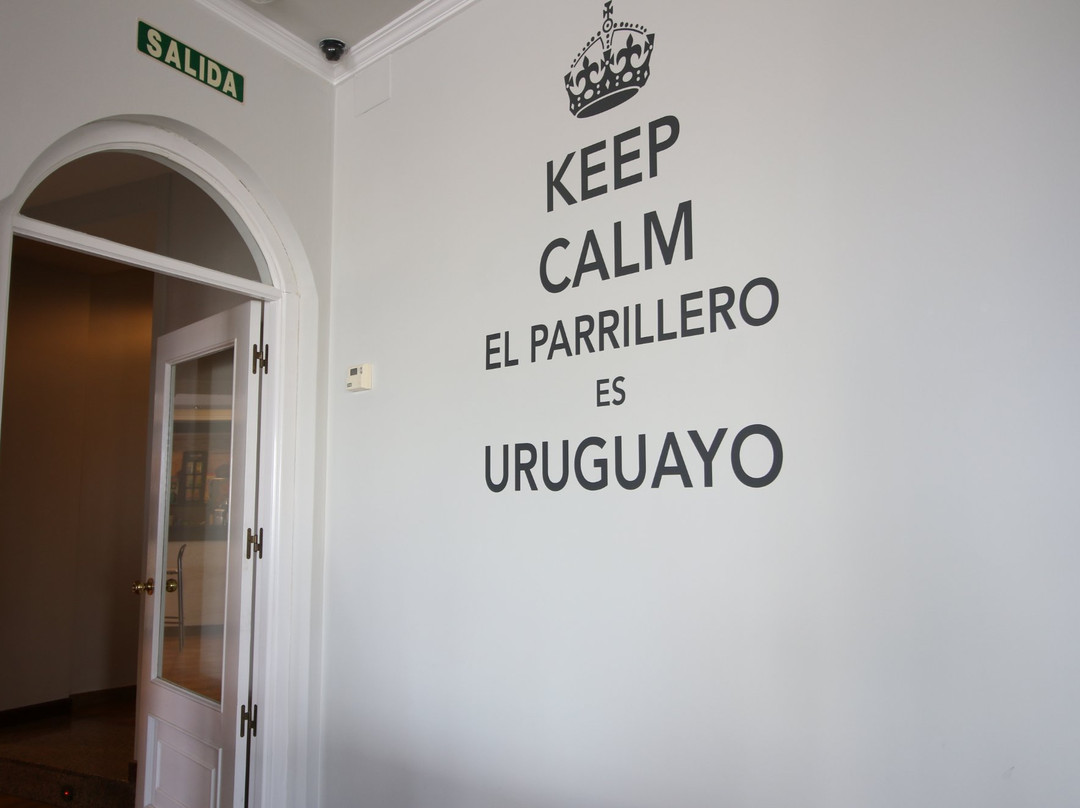 SALIDA
KEEP
CALM
EL PARRILLERO
ES
URUGUAYO